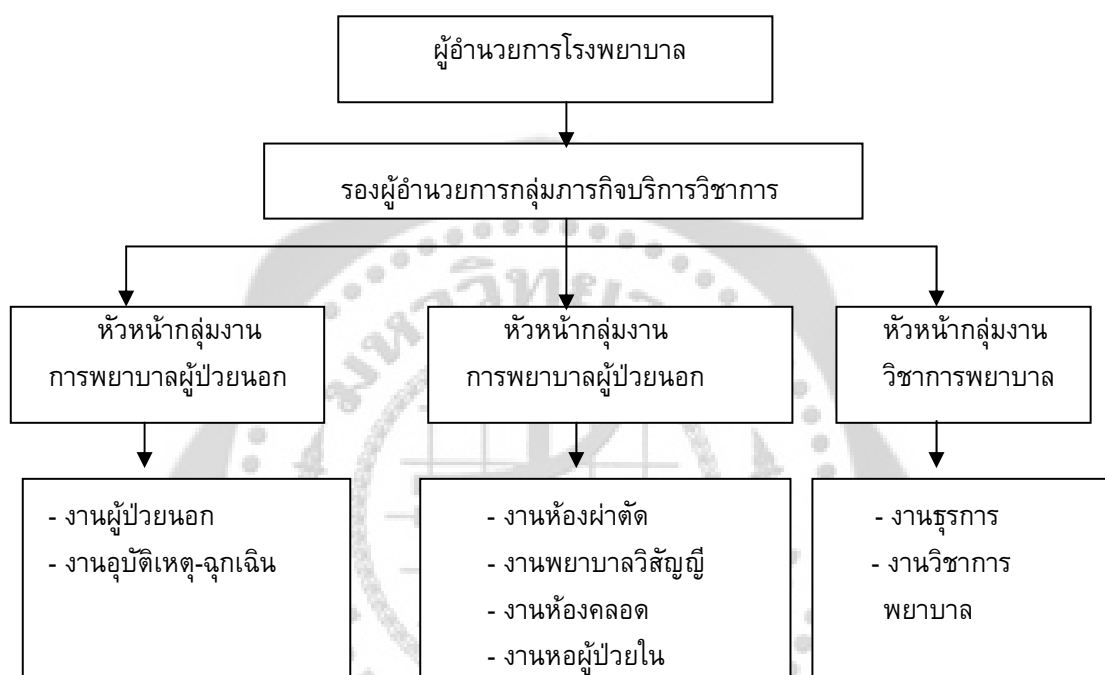 ผู้อำนวยการโรงพยาบาล
รองผู้อำนวยการกลุ่มภารกิจบริการวิชาการ
หัวหน้ากลุ่มงาน
การพยาบาลผู้ป่วยนอก
หัวหน้ากลุ่มงาน
การพยาบาลผู้ป่วยนอก
หัวหน้ากลุ่มงาน
วิชาการพยาบาล
- งานผู้ป่วยนอก
- งานอุบัติเหตุ-ฉุกเฉิน
- งานห้องผ่าตัด
- งานพยาบาลวิสัญญี
- งานห้องคลอด
- งานหอผู้ป่วยใน
- งานธุรการ
- งานวิชาการ
พยาบาล